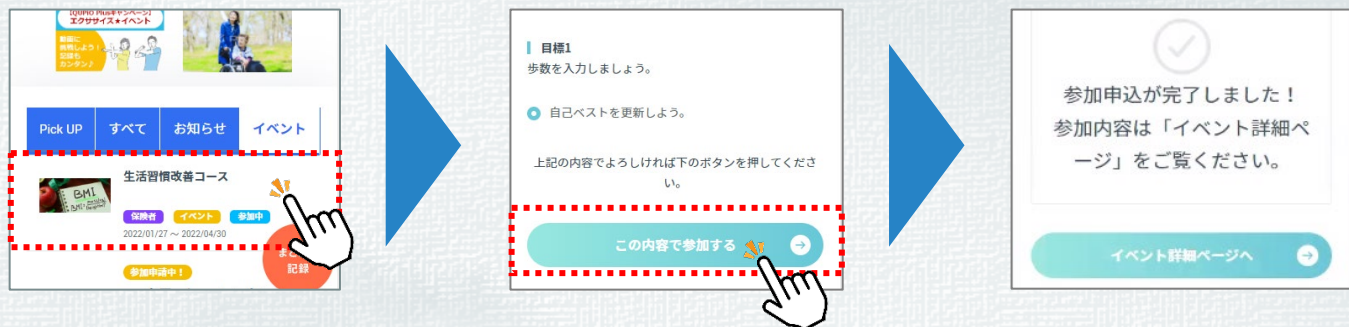 【QUPiO Plusキャンペーン】
エクササイズ★イベント
動画に
挑戦しよう！
記録も
カンタン♪
Pick UP
すべて
お知らせ
イベント
生活習慣改善コース
BMI
保険者
イベント
参加中
2022/01/27 〜 2022/04/30
参加申請中！
記録
目標1
歩数を入力しましょう。
自己ベストを更新しよう。
上記の内容でよろしければ下のボタンを押してくださ
い。
この内容で参加する
参加申込が完了しました！
参加内容は「イベント詳細ペ
ージ」をご覧ください。
イベント詳細ページへ